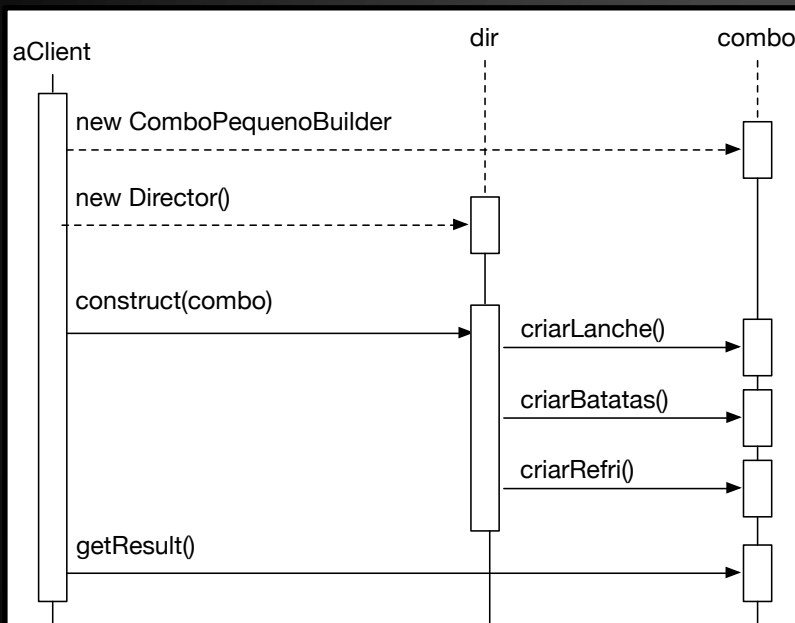 aClient
dir
combo
new ComboPequenoBuilder
new Director()
construct(combo)
criarLanche()
criarBatatas()
criarRefri()
getResult()